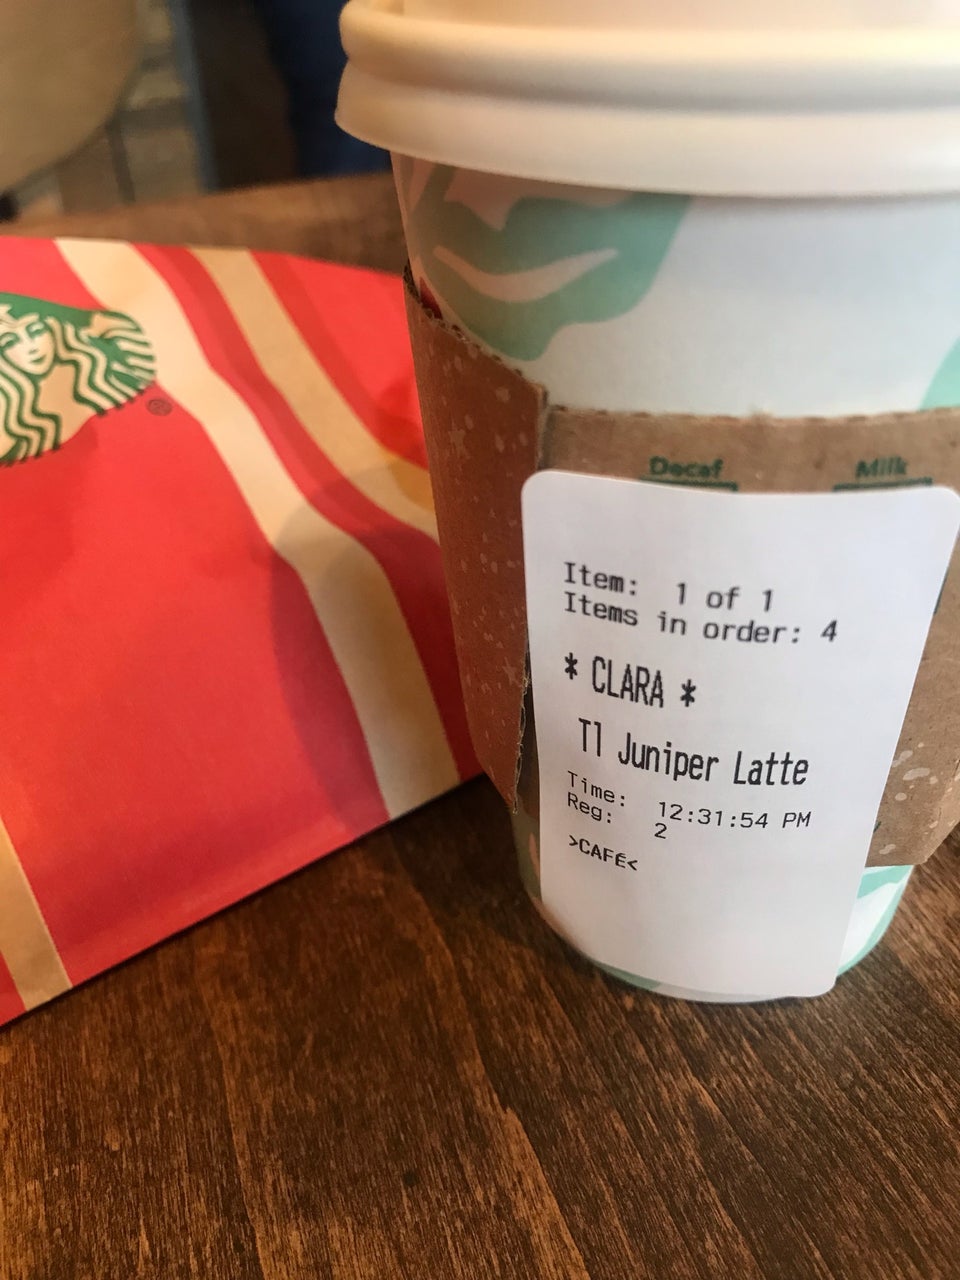 ®
Decaf Milk
Item: 1 of 1
Items in order: 4
* CLARA *
Tl Juniper Latte
Time: 12:31:54 PM
Reg: 2
>CAFÉ<